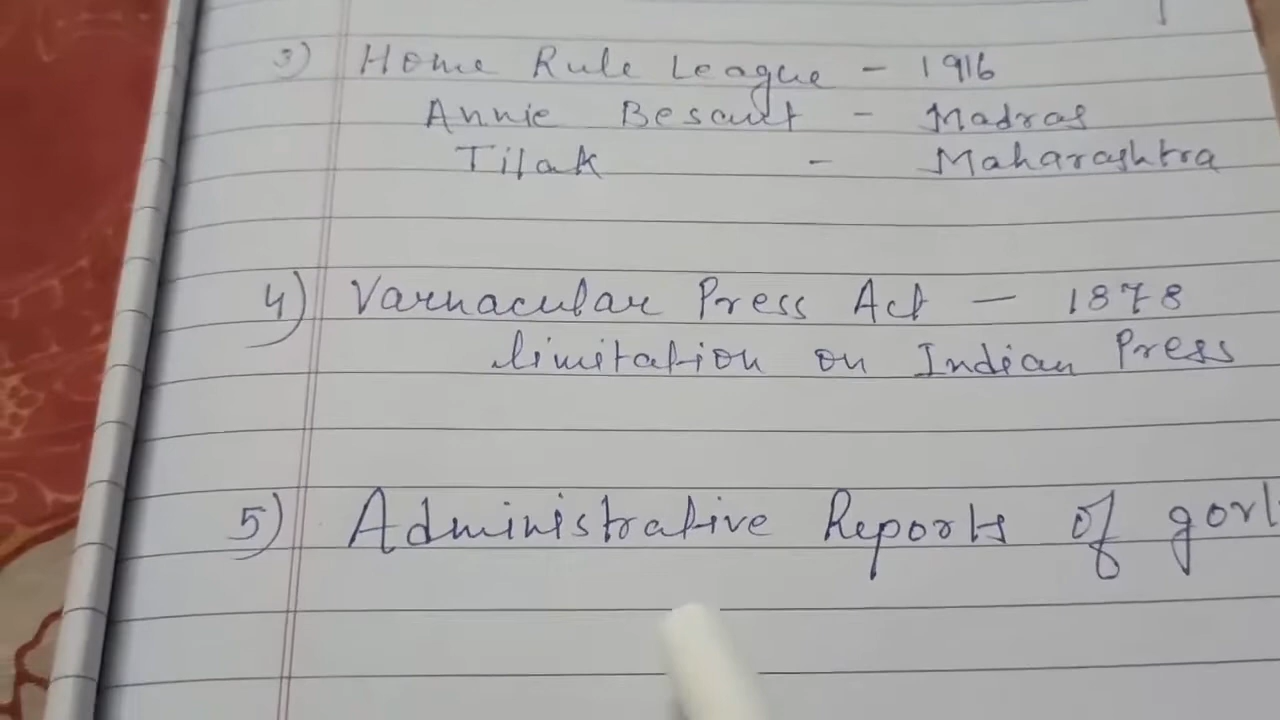 3) Home Rule League - 1916
Annie Besant - Madras
Tilak - Maharashtra
4) Varnacular Press Act - 1878
limitation on Indian Press
5) Administrative Reports of govt